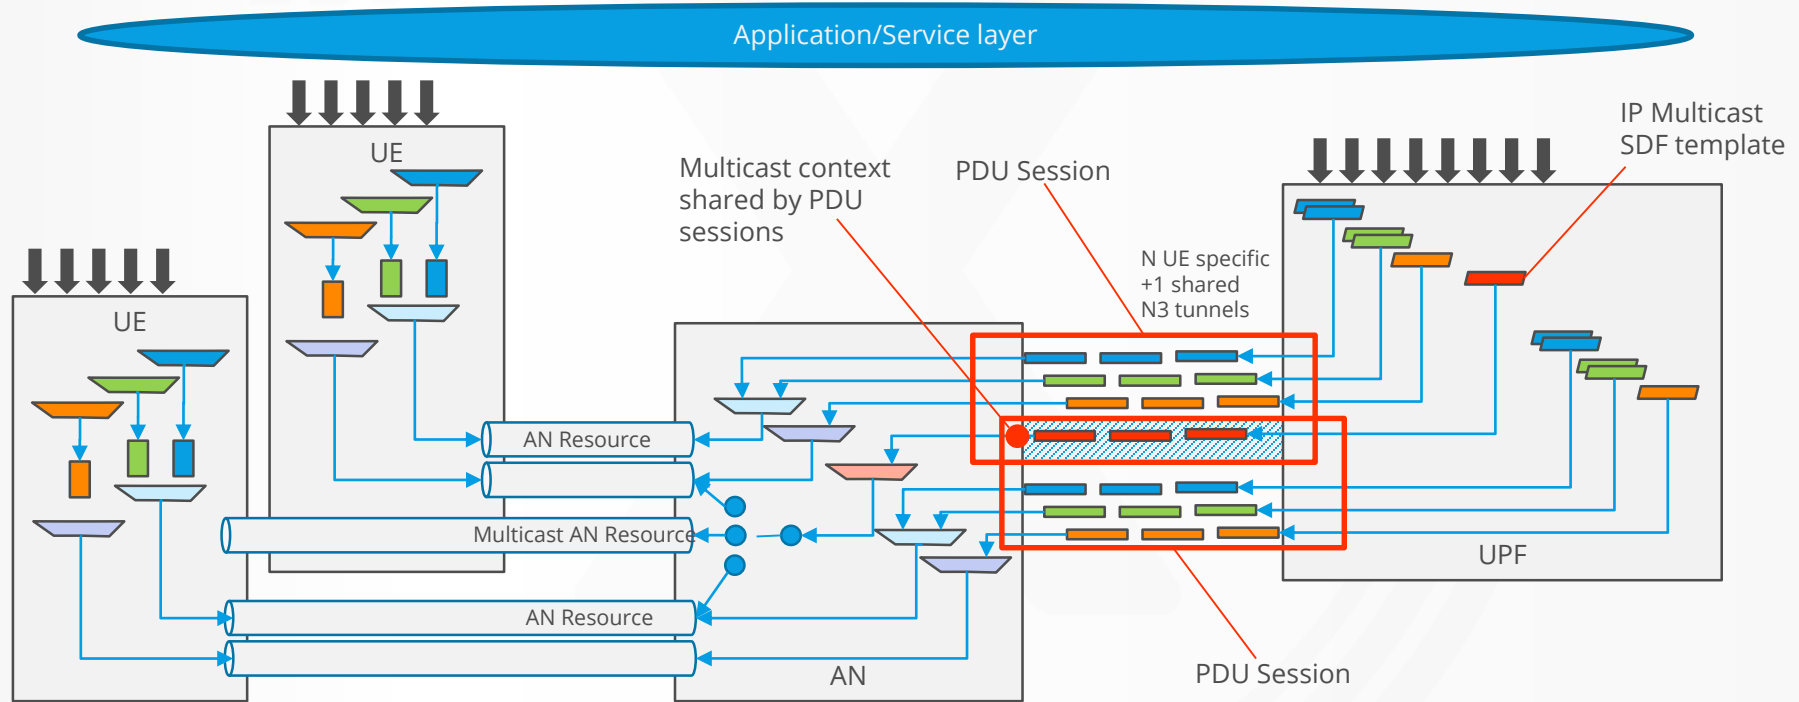 Application/Service layer
UE
UE
Multicast context
shared by PDU
sessions
PDU Session
N UE specific
+1 shared
N3 tunnels
IP Multicast
SDF template
AN Resource
Multicast AN Resource
AN Resource
AN
UPF
PDU Session